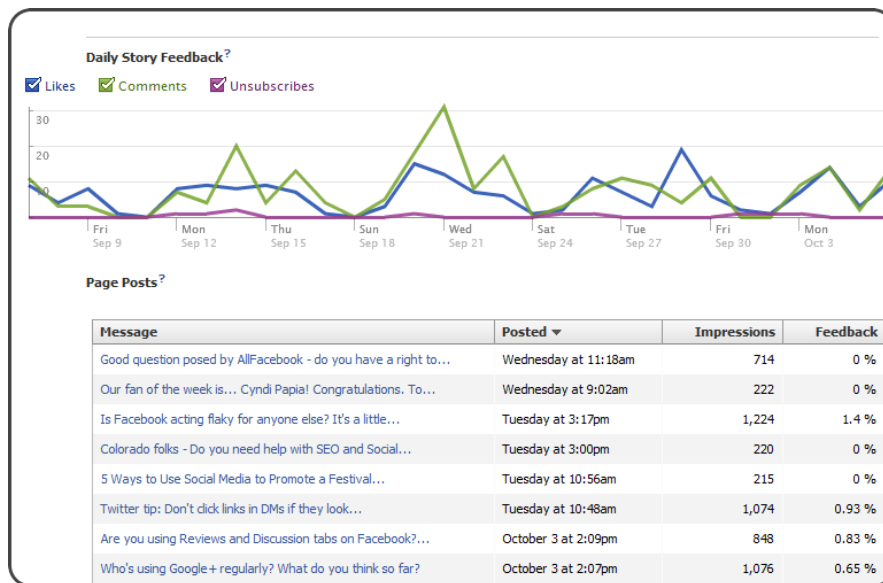 Daily Story Feedback?
Likes Comments Unsubscribes
30
20
10
Fri Mon Thu Sun Wed Sat Tue Fri Mon
Sep 9 Sep 12 Sep 15 Sep 18 Sep 21 Sep 24 Sep 27 Sep 30 Oct 3
Page Posts?
Message Posted Impressions Feedback
Good question posed by AllFacebook - do you have a right to... Wednesday at 11:18am 714 0 %
Our fan of the week is... Cyndi Papia! Congratulations. To... Wednesday at 9:02am 222 0 %
Is Facebook acting flaky for anyone else? It's a little... Tuesday at 3:17pm 1,224 1.4 %
Colorado folks - Do you need help with SEO and Social... Tuesday at 3:00pm 220 0 %
5 Ways to Use Social Media to Promote a Festival... Tuesday at 10:56am 215 0 %
Twitter tip: Don't click links in DMs if they look... Tuesday at 10:48am 1,074 0.93 %
Are you using Reviews and Discussion tabs on Facebook?... October 3 at 2:09pm 848 0.83 %
Who's using Google+ regularly? What do you think so far? October 3 at 2:07pm 1,076 0.65 %